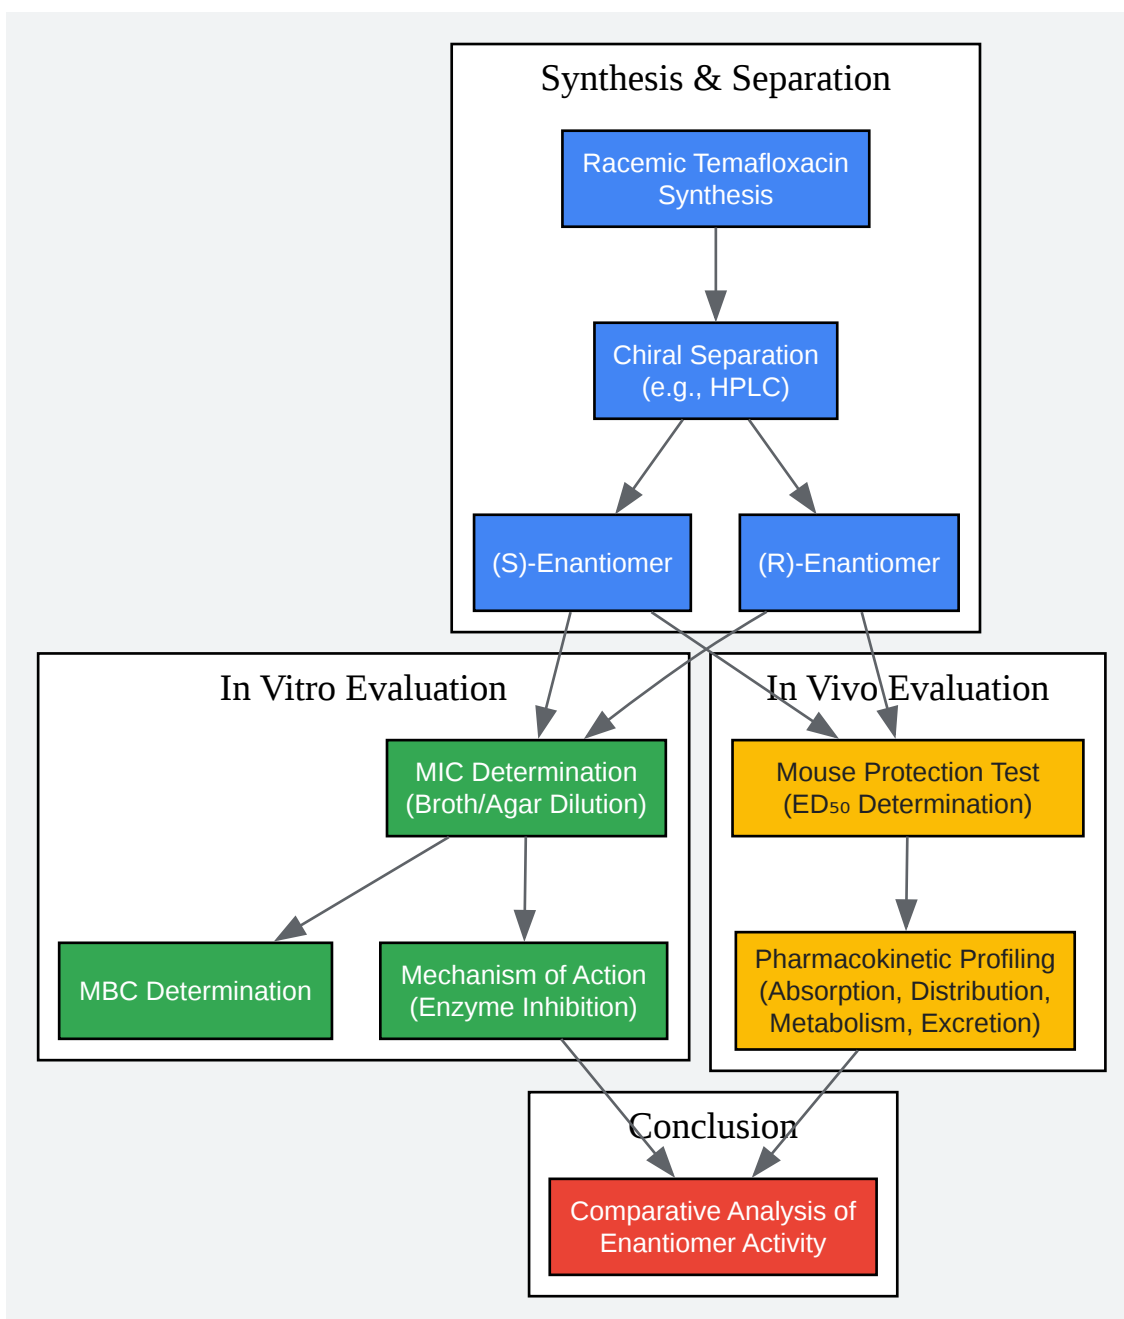 Synthesis & Separation
Racemic Temafloxacin
Synthesis
Chiral Separation
(e.g., HPLC)
(S)-Enantiomer
(R)-Enantiomer
In Vitro Evaluation
MIC Determination
(Broth/Agar Dilution)
MBC Determination
Mechanism of Action
(Enzyme Inhibition)
In Vivo Evaluation
Mouse Protection Test
(ED₅₀ Determination)
Pharmacokinetic Profiling
(Absorption, Distribution,
Metabolism, Excretion)
Conclusion
Comparative Analysis of
Enantiomer Activity